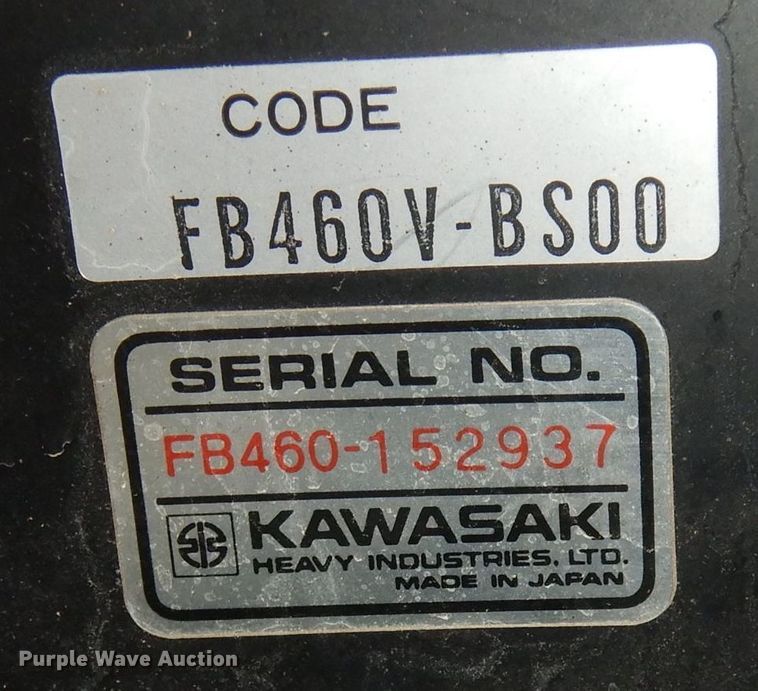 CODE
FB460V-BS00
SERIAL NO.
FB460-152937
KAWASAKI
HEAVY INDUSTRIES, LTD.
MADE IN JAPAN
Purple Wave Auction